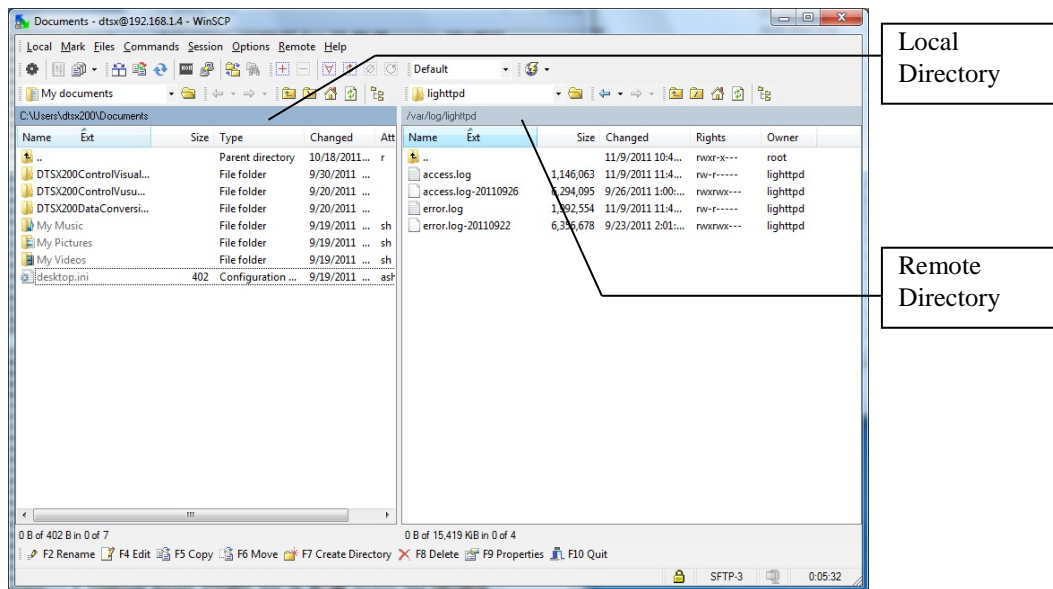 Documents - dtsx@192.168.1.4 - WinSCP
Local Mark Files Commands Session Options Remote Help
Default
My documents
lighttpd
C:\Users\dtsx200\Documents
/var/log/lighttpd
Name Ext Size Type Changed Att
Name Ext Size Changed Rights Owner
.. Parent directory 10/18/2011... r
DTSX200ControlVisual... File folder 9/30/2011 ...
DTSX200ControlVusu... File folder 9/20/2011 ...
DTSX200DataConversi... File folder 9/20/2011 ...
My Music File folder 9/19/2011 ... sh
My Pictures File folder 9/19/2011 ... sh
My Videos File folder 9/19/2011 ... sh
desktop.ini 402 Configuration ... 9/19/2011 ... ash
.. 11/9/2011 10:4... rwxr-x--- root
access.log 1,146,063 11/9/2011 11:4... rw-r----- lighttpd
access.log-20110926 6,294,095 9/26/2011 1:00:... rwxrwx--- lighttpd
error.log 1,992,554 11/9/2011 11:4... rw-r----- lighttpd
error.log-20110922 6,356,678 9/23/2011 2:01:... rwxrwx--- lighttpd
0 B of 402 B in 0 of 7
0 B of 15,419 KiB in 0 of 4
F2 Rename F4 Edit F5 Copy F6 Move F7 Create Directory F8 Delete F9 Properties F10 Quit
SFTP-3 0:05:32
Local
Directory
Remote
Directory